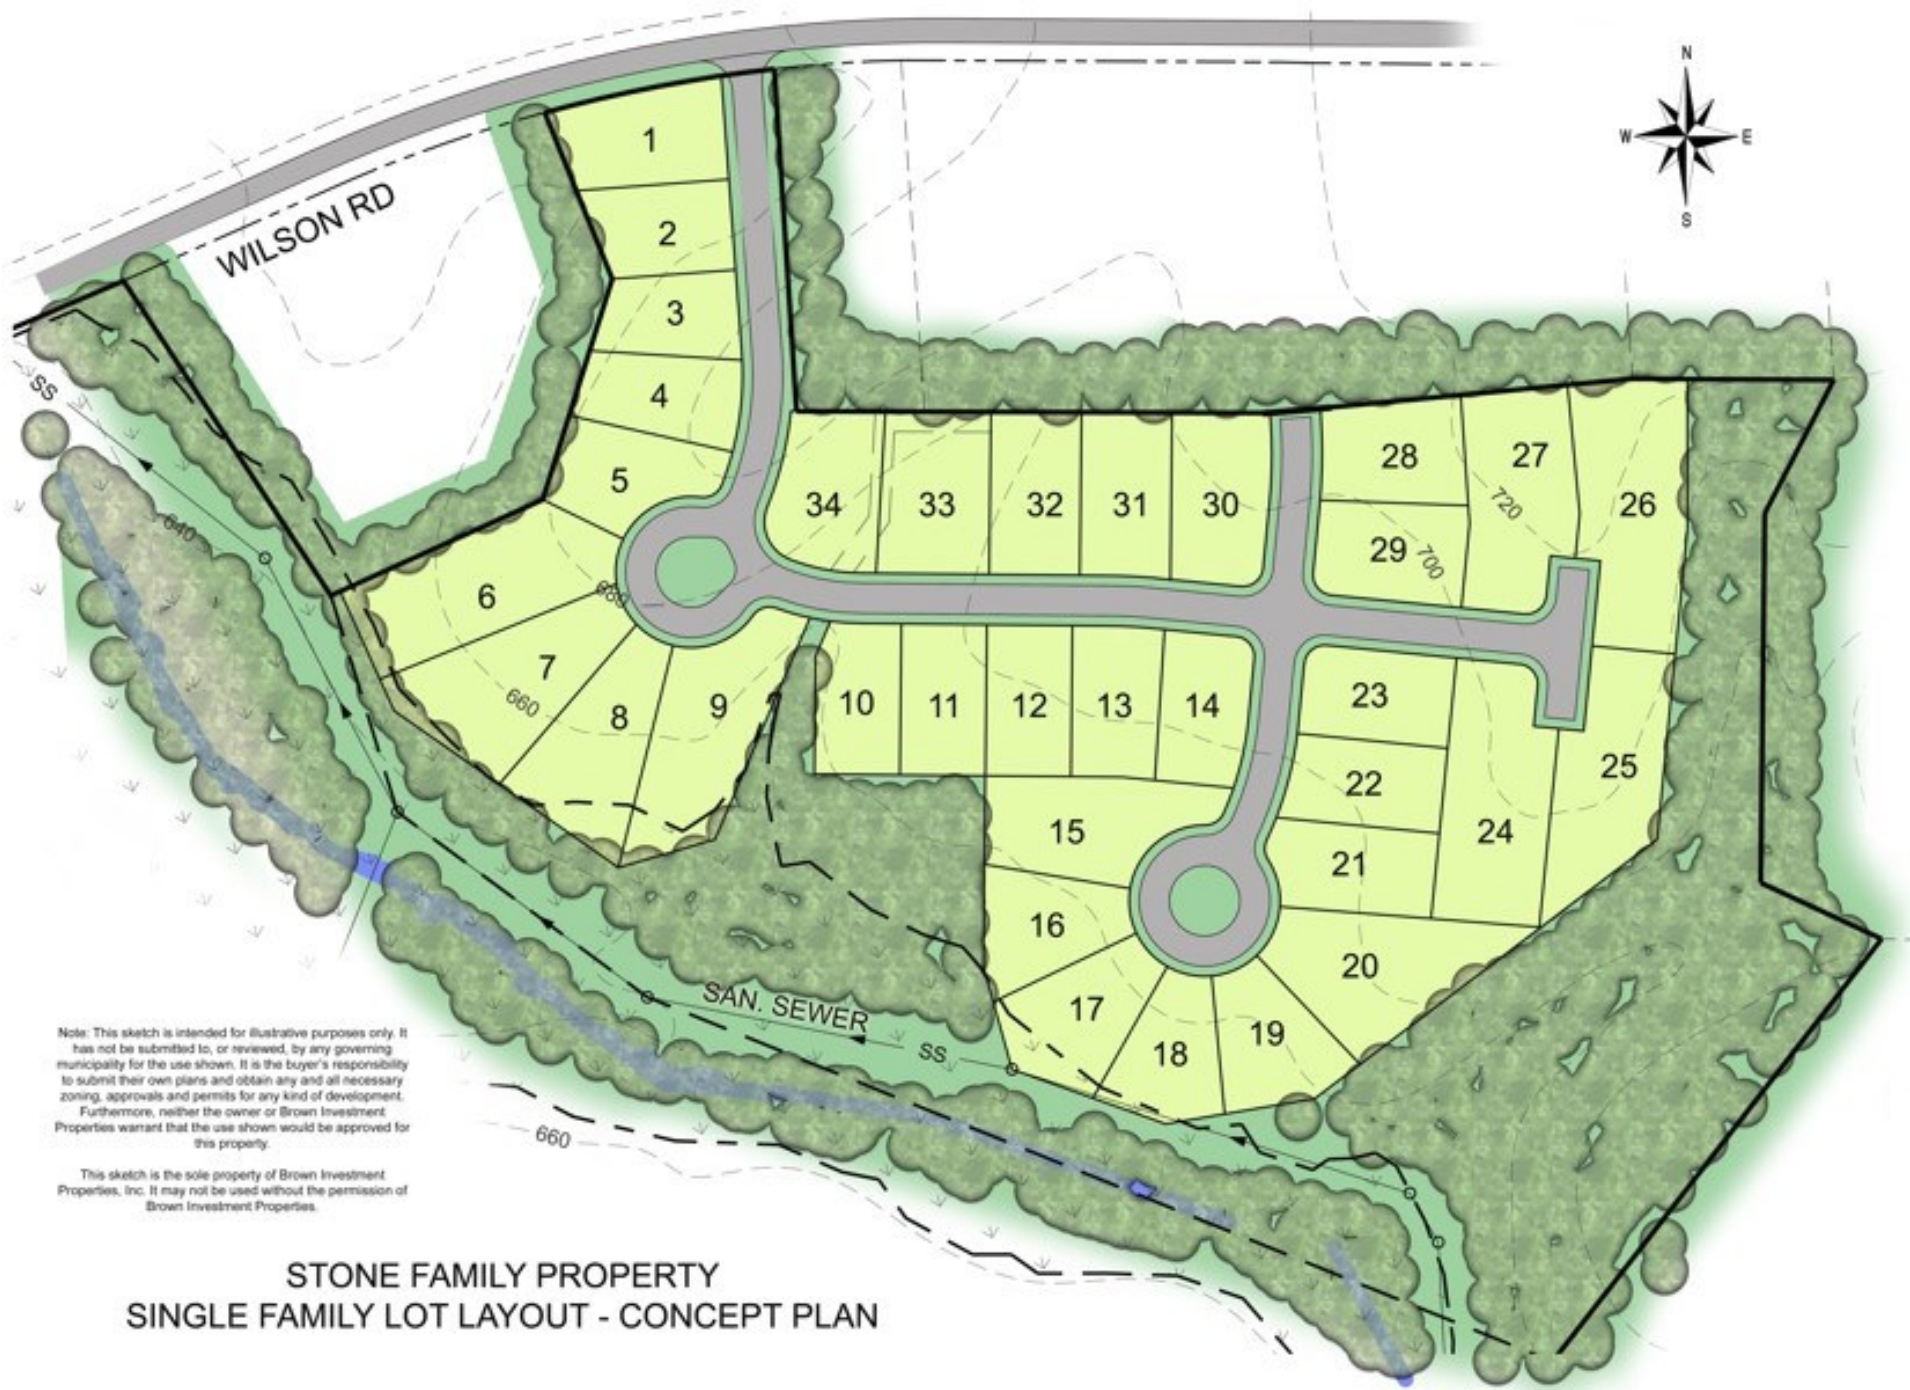 N
W
E
S
WILSON RD
1
2
3
4
5
34
33
32
31
30
28
27
26
29
720
700
SS
640
6
680
7
660
8
9
10
11
12
13
14
23
22
25
15
24
21
16
20
17
19
18
SAN. SEWER
SS
660
Note: This sketch is intended for illustrative purposes only. It
has not be submitted to, or reviewed, by any governing
municipality for the use shown. It is the buyer's responsibility
to submit their own plans and obtain any and all necessary
zoning, approvals and permits for any kind of development.
Furthermore, neither the owner or Brown Investment
Properties warrant that the use shown would be approved for
this property.
This sketch is the sole property of Brown Investment
Properties, Inc. It may not be used without the permission of
Brown Investment Properties.
STONE FAMILY PROPERTY
SINGLE FAMILY LOT LAYOUT - CONCEPT PLAN